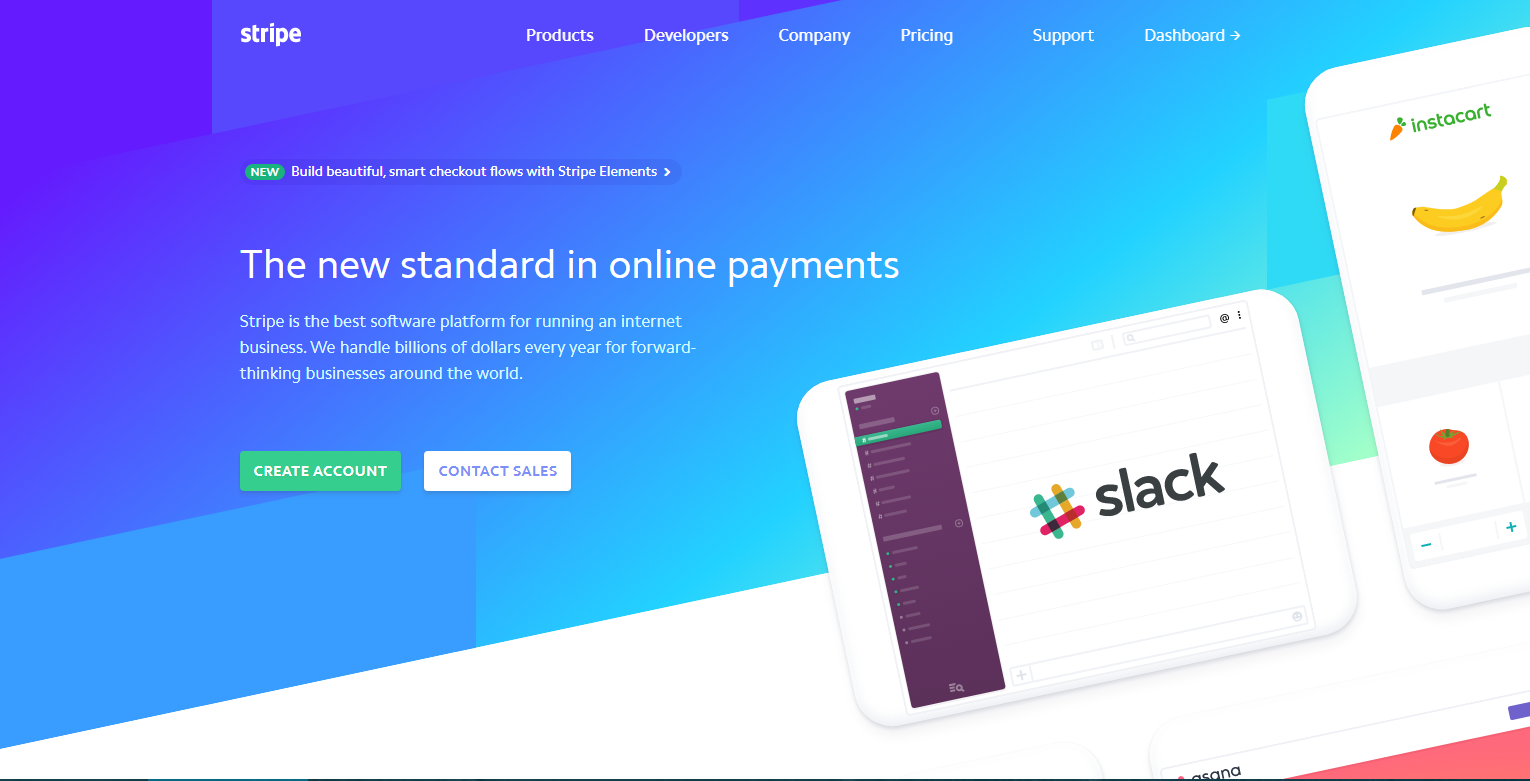 stripe
Products Developers Company Pricing Support Dashboard →
NEW Build beautiful, smart checkout flows with Stripe Elements
The new standard in online payments
Stripe is the best software platform for running an internet
business. We handle billions of dollars every year for forward-
thinking businesses around the world.
CREATE ACCOUNT CONTACT SALES
instacart
slack
asana